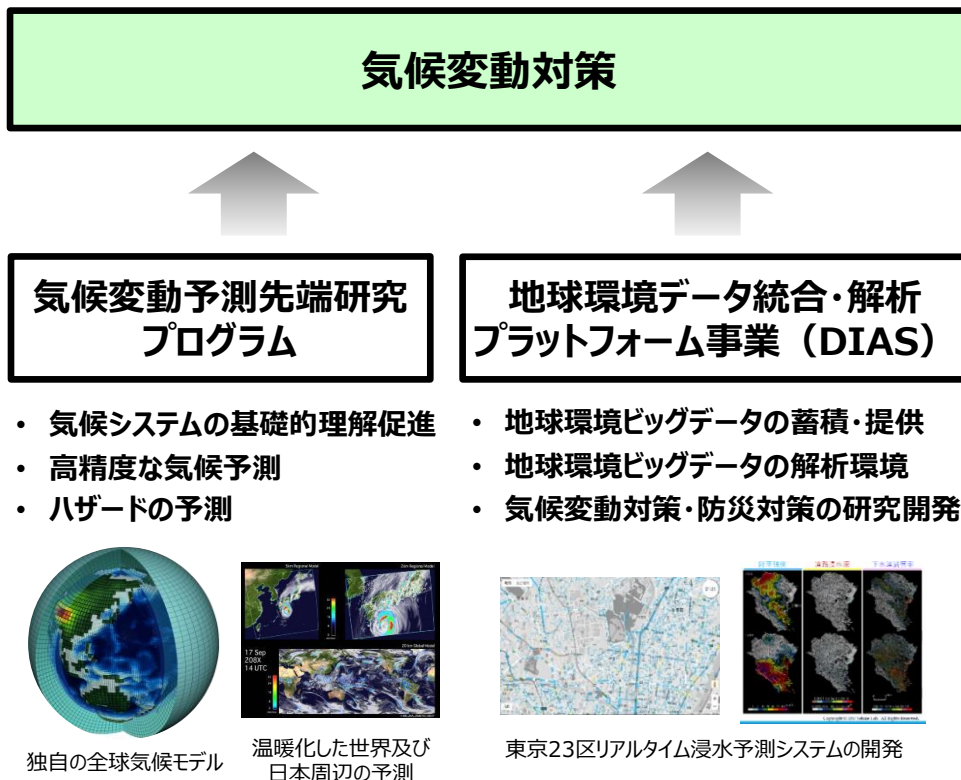 気候変動対策
気候変動予測先端研究
プログラム
地球環境データ統合・解析
プラットフォーム事業（DIAS）
• 気候システムの基礎的理解促進
• 高精度な気候予測
• ハザードの予測
• 地球環境ビッグデータの蓄積・提供
• 地球環境ビッグデータの解析環境
• 気候変動対策・防災対策の研究開発
17 Sep
208X
14 UTC
独自の全球気候モデル
温暖化した世界及び
日本周辺の予測
東京23区リアルタイム浸水予測システムの開発